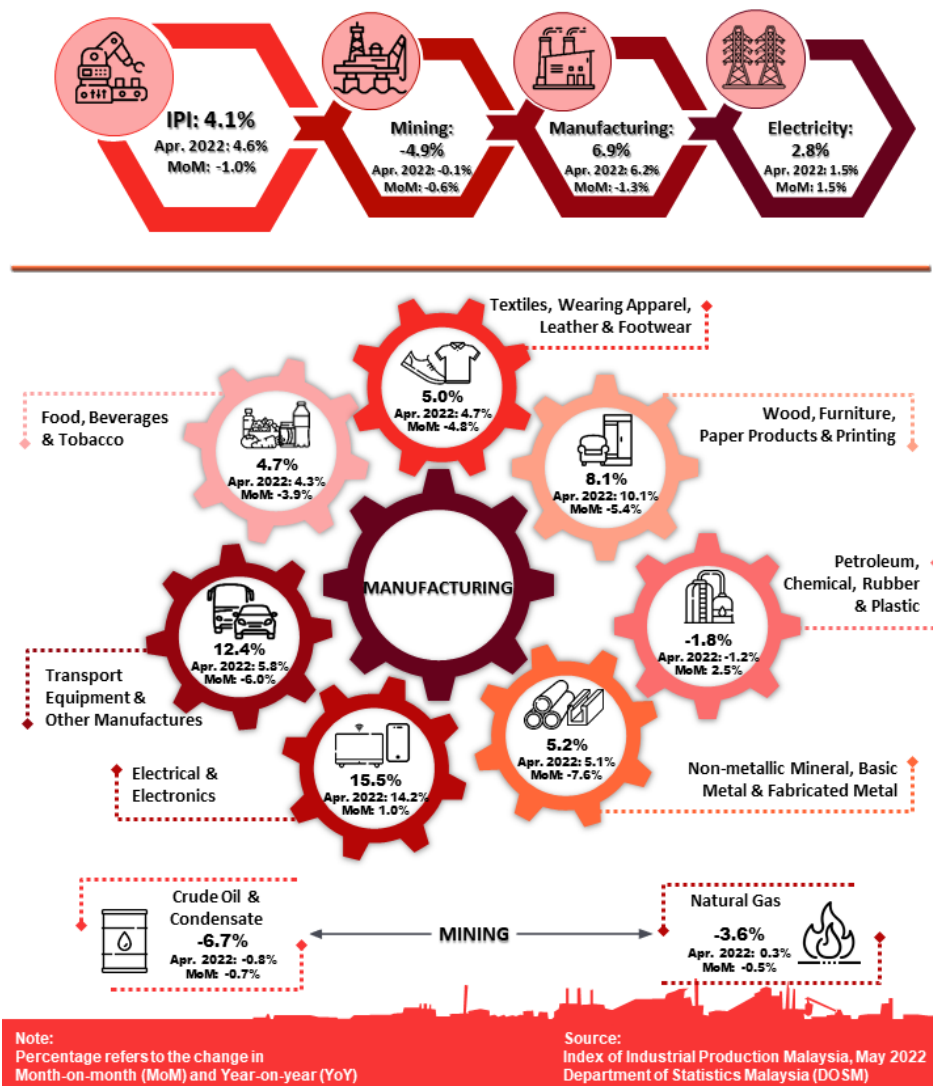 IPI: 4.1%
Apr. 2022: 4.6%
MoM: -1.0%
Mining:
-4.9%
Apr. 2022: -0.1%
MoM: -0.6%
Manufacturing:
6.9%
Apr. 2022: 6.2%
MoM: -1.3%
Electricity:
2.8%
Apr. 2022: 1.5%
MoM: 1.5%
Textiles, Wearing Apparel,
Leather & Footwear
5.0%
Apr. 2022: 4.7%
MoM: -4.8%
Food, Beverages
& Tobacco
4.7%
Apr. 2022: 4.3%
MoM: -3.9%
Wood, Furniture,
Paper Products & Printing
8.1%
Apr. 2022: 10.1%
MoM: -5.4%
MANUFACTURING
Petroleum,
Chemical, Rubber
& Plastic
-1.8%
Apr. 2022: -1.2%
MoM: 2.5%
12.4%
Apr. 2022: 5.8%
MoM: -6.0%
Transport
Equipment &
Other Manufactures
5.2%
Apr. 2022: 5.1%
MoM: -7.6%
Non-metallic Mineral, Basic
Metal & Fabricated Metal
Electrical &
Electronics
15.5%
Apr. 2022: 14.2%
MoM: 1.0%
Crude Oil &
Condensate
-6.7%
Apr. 2022: -0.8%
MoM: -0.7%
MINING
Natural Gas
-3.6%
Apr. 2022: 0.3%
MoM: -0.5%
Note:
Percentage refers to the change in
Month-on-month (MoM) and Year-on-year (YoY)
Source:
Index of Industrial Production Malaysia, May 2022
Department of Statistics Malaysia (DOSM)